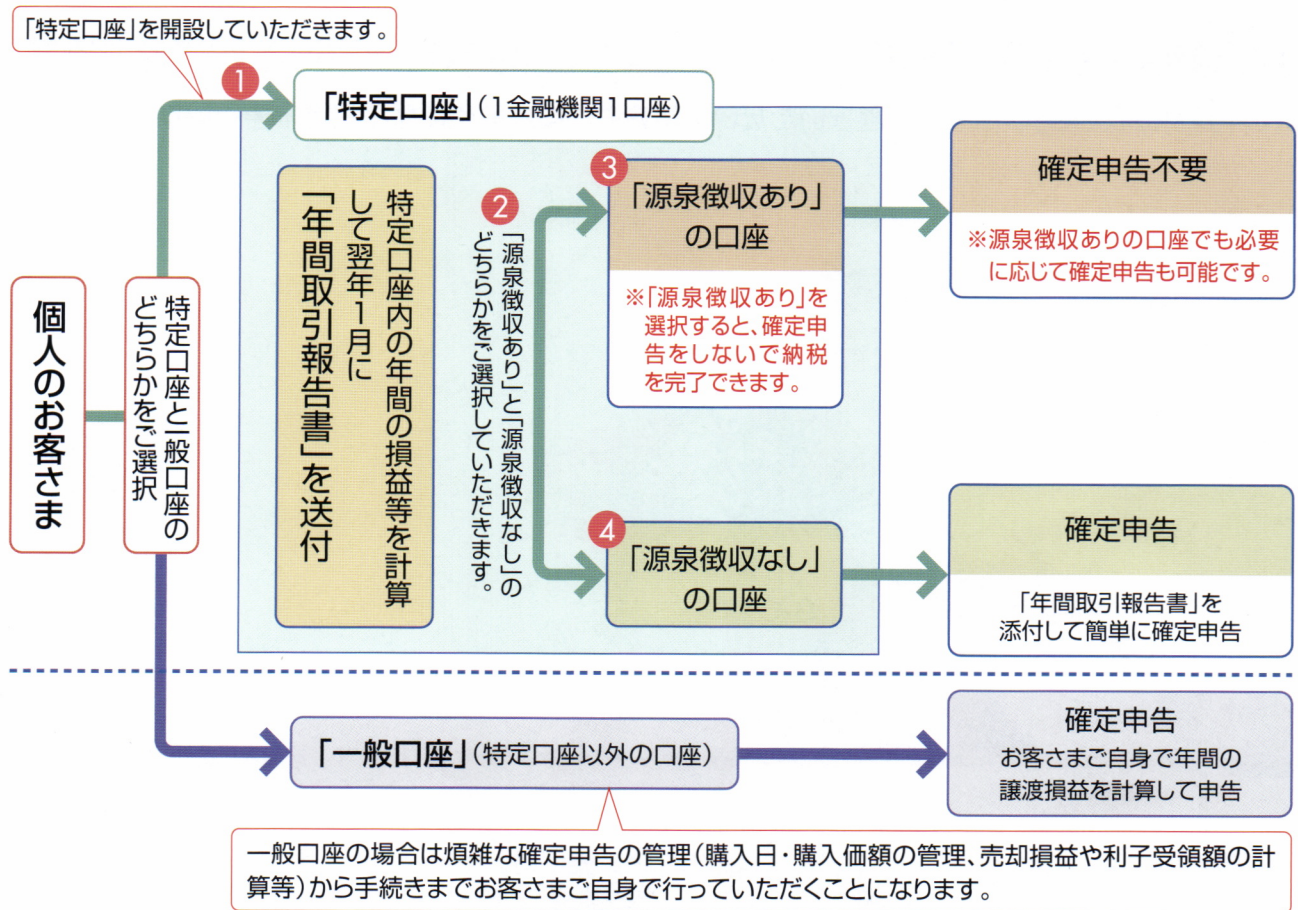 「特定口座」を開設していただきます。
1
「特定口座」(1金融機関1口座)
個人のお客さま
特定口座と一般口座の
どちらかをご選択
特定口座内の年間の損益等を計算
して翌年1月に
「年間取引報告書」を送付
2
「源泉徴収あり」と「源泉徴収なし」の
どちらかをご選択していただきます。
3
「源泉徴収あり」
の口座
※「源泉徴収あり」を
選択すると、確定申
告をしないで納税
を完了できます。
確定申告不要
※源泉徴収ありの口座でも必要
に応じて確定申告も可能です。
4
「源泉徴収なし」
の口座
確定申告
「年間取引報告書」を
添付して簡単に確定申告
「一般口座」(特定口座以外の口座)
確定申告
お客さまご自身で年間の
譲渡損益を計算して申告
一般口座の場合は煩雑な確定申告の管理(購入日・購入価額の管理、売却損益や利子受領額の計
算等)から手続きまでお客さまご自身で行っていただくことになります。